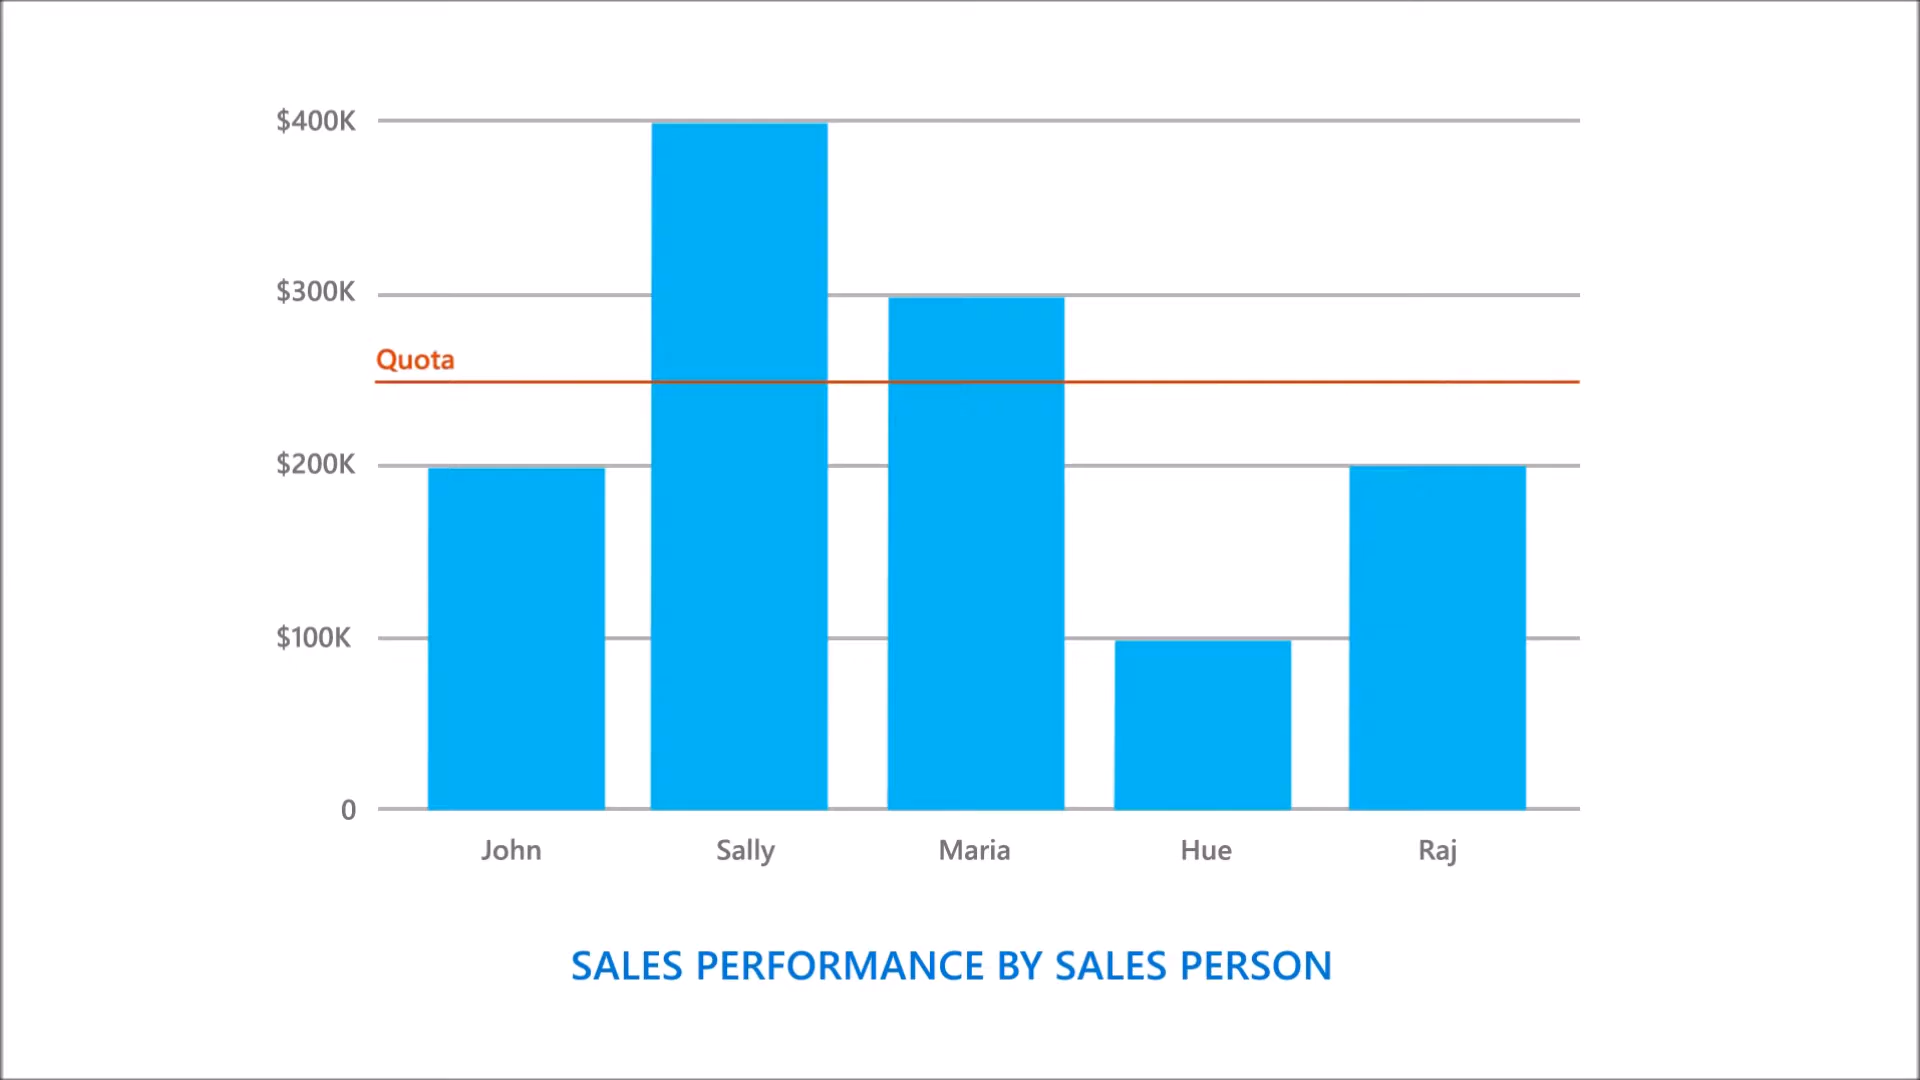 $400K
$300K
Quota
$200K
$100K
0
John Sally Maria Hue Raj
SALES PERFORMANCE BY SALES PERSON